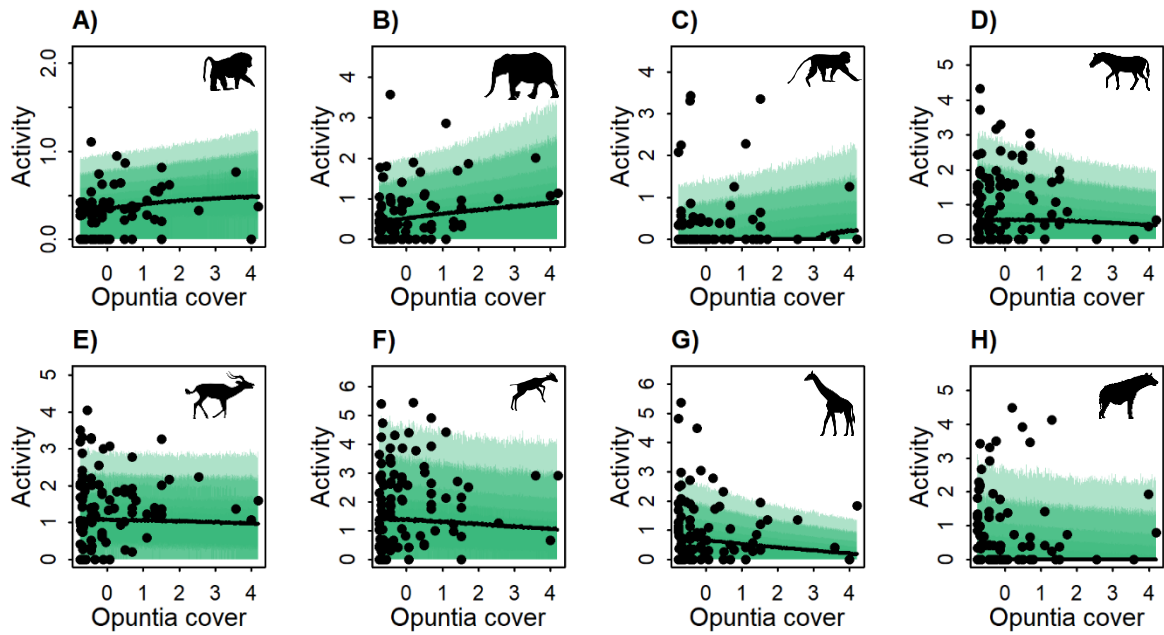 A)
B)
C)
D)
Activity
0.0 1.0 2.0
0 1 2 3 4
Opuntia cover
Activity
0 1 2 3 4
0 1 2 3 4
Opuntia cover
Activity
0 1 2 3 4
0 1 2 3 4
Opuntia cover
Activity
0 1 2 3 4 5
0 1 2 3 4
Opuntia cover
E)
F)
G)
H)
Activity
0 1 2 3 4 5
0 1 2 3 4
Opuntia cover
Activity
0 1 2 3 4 5 6
0 1 2 3 4
Opuntia cover
Activity
0 1 2 3 4 5 6
0 1 2 3 4
Opuntia cover
Activity
0 1 2 3 4 5
0 1 2 3 4
Opuntia cover